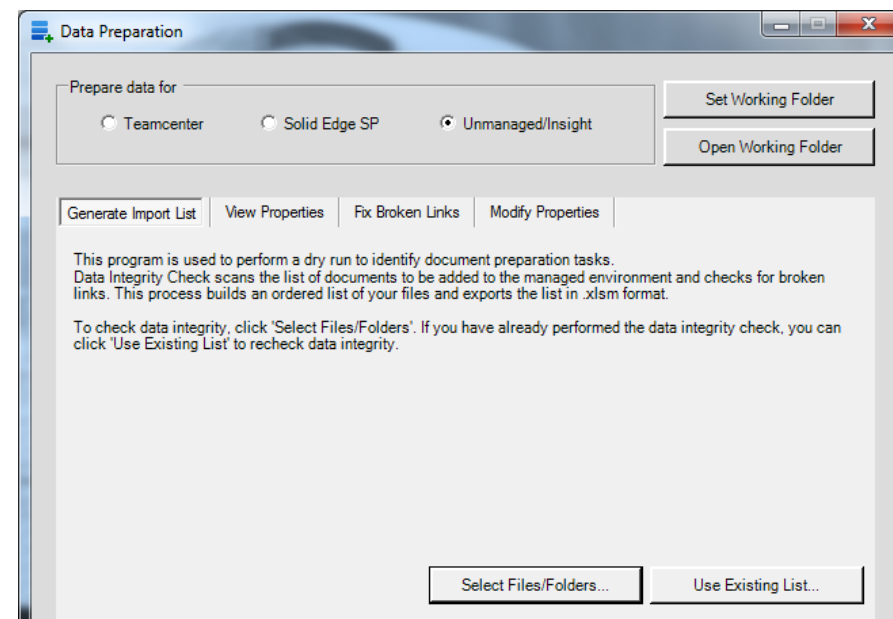 Data Preparation
Prepare data for
Teamcenter
Solid Edge SP
Unmanaged/Insight
Set Working Folder
Open Working Folder
Generate Import List
View Properties
Fix Broken Links
Modify Properties
This program is used to perform a dry run to identify document preparation tasks.
Data Integrity Check scans the list of documents to be added to the managed environment and checks for broken
links. This process builds an ordered list of your files and exports the list in .xlsm format.
To check data integrity, click 'Select Files/Folders'. If you have already performed the data integrity check, you can
click 'Use Existing List' to recheck data integrity.
Select Files/Folders...
Use Existing List...